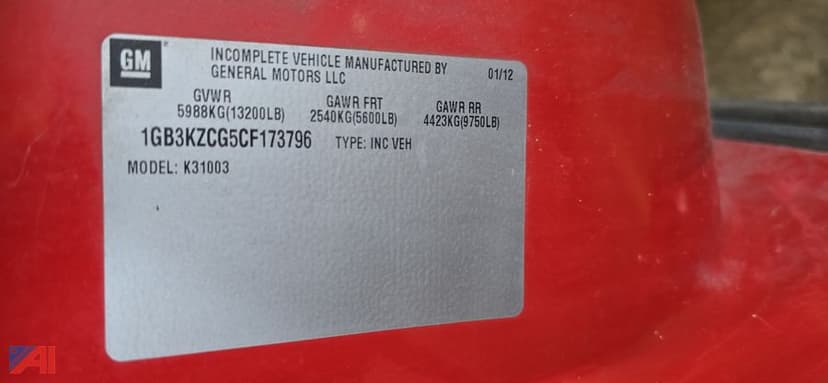 GM
INCOMPLETE VEHICLE MANUFACTURED BY
GENERAL MOTORS LLC
01/12
GVWR
5988KG(13200LB)
GAWR FRT
2540KG(5600LB)
GAWR RR
4423KG(9750LB)
1GB3KZCG5CF173796 TYPE: INC VEH
MODEL: K31003
AI